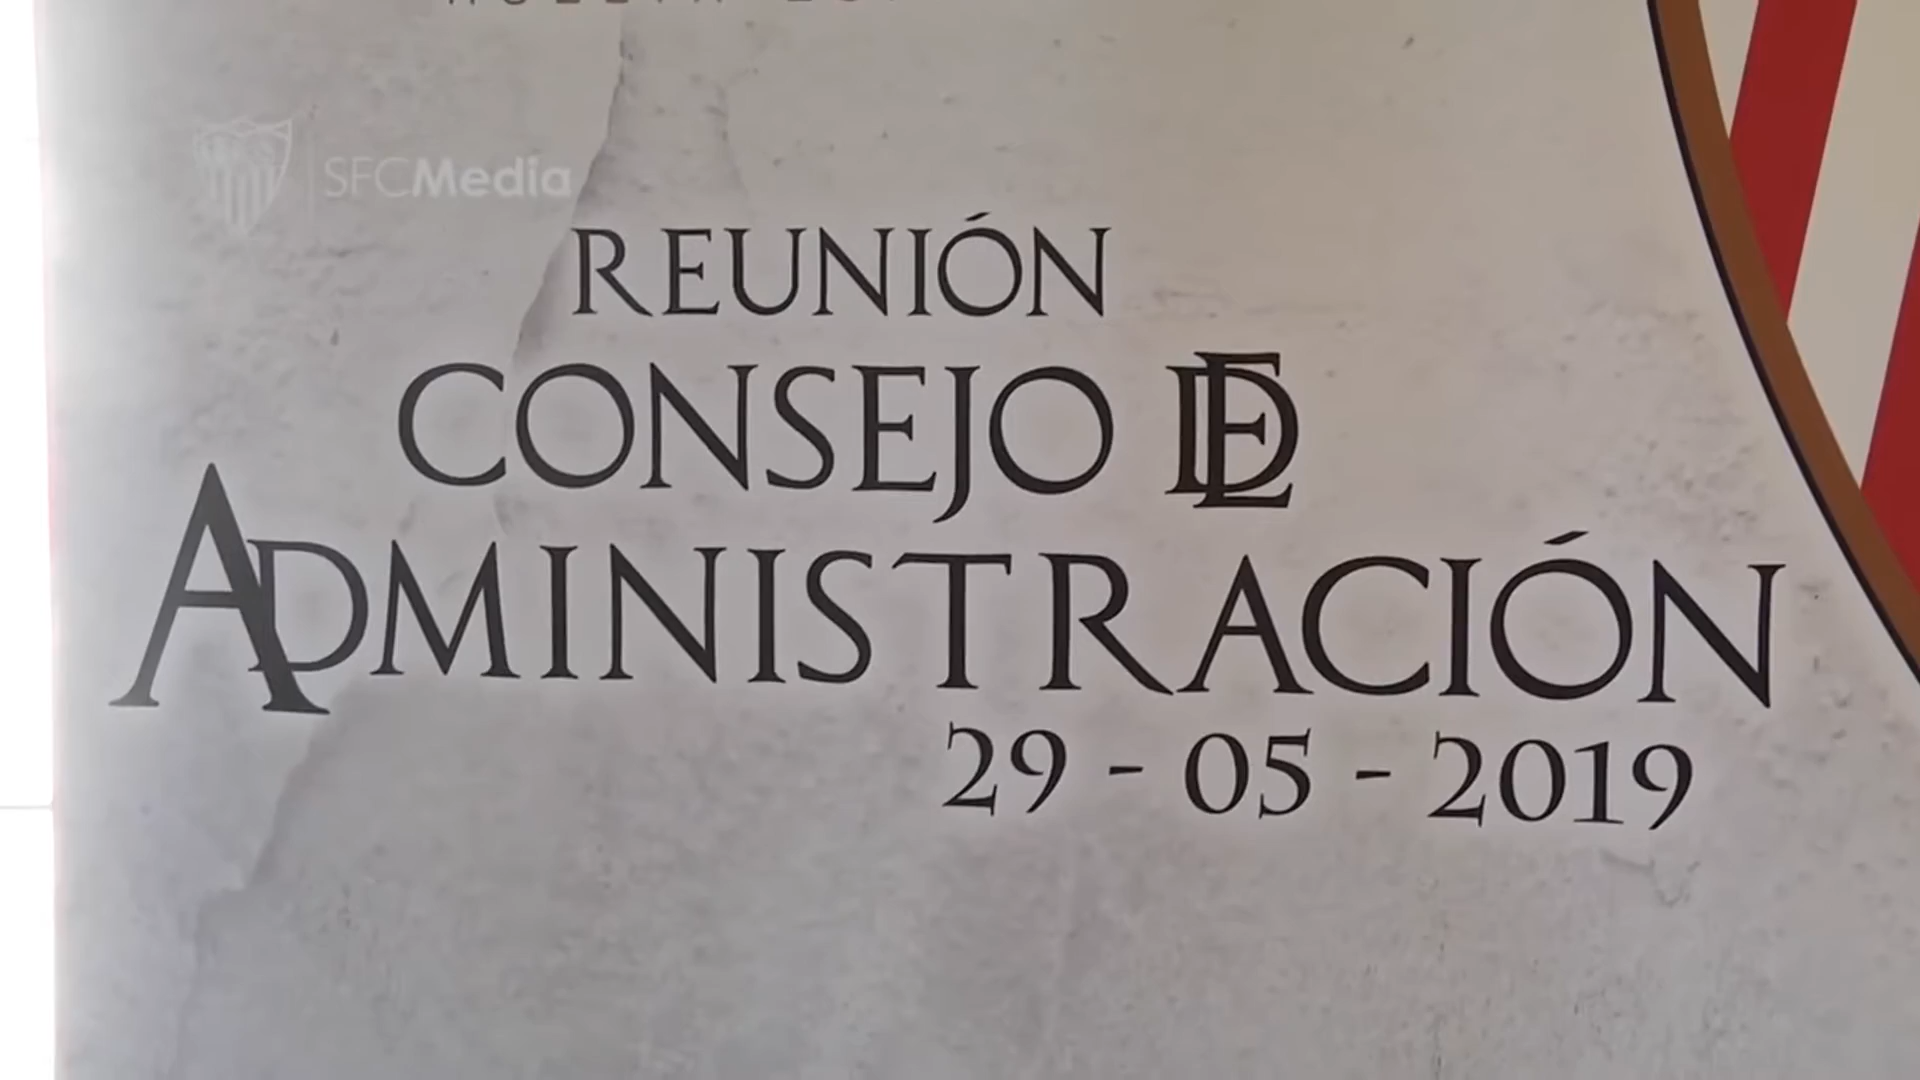 SFCMedia
REUNIÓN
CONSEJO DE
ADMINISTRACIÓN
29 - 05 - 2019